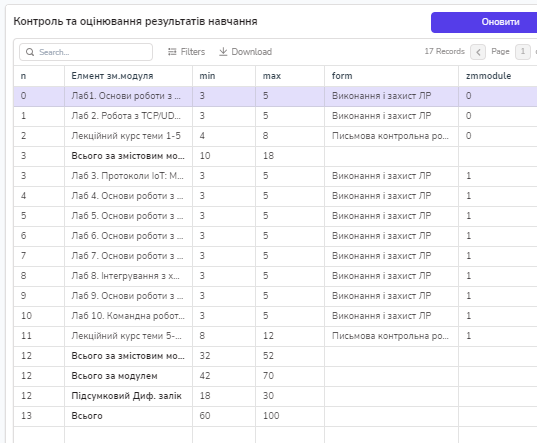 Контроль та оцінювання результатів навчання
Оновити
Search...
Filters
Download
17 Records
Page
1
n Елмент зм.модуля min max form zmmodule
0 Лаб1. Основи роботи з ... 3 5 Виконання і захист ЛР 0
1 Лаб 2. Робота з TCP/UD... 3 5 Виконання і захист ЛР 0
2 Лекційний курс теми 1-5 4 8 Письмова контрольна ро... 0
3 Всього за змістовим мо... 10 18
3 Лаб 3. Протоколи IoT: M... 3 5 Виконання і захист ЛР 1
4 Лаб 4. Основи роботи з ... 3 5 Виконання і захист ЛР 1
5 Лаб 5. Основи роботи з ... 3 5 Виконання і захист ЛР 1
6 Лаб 6. Основи роботи з ... 3 5 Виконання і захист ЛР 1
7 Лаб 7. Основи роботи з ... 3 5 Виконання і захист ЛР 1
8 Лаб 8. Інтегрування з х... 3 5 Виконання і захист ЛР 1
9 Лаб 9. Основи роботи з ... 3 5 Виконання і захист ЛР 1
10 Лаб 10. Командна робот... 3 5 Виконання і захист ЛР 1
11 Лекційний курс теми 5-... 8 12 Письмова контрольна ро... 1
12 Всього за змістовим мо... 32 52
12 Всього за модулем 42 70
12 Підсумковий Диф. залік 18 30
13 Всього 60 100